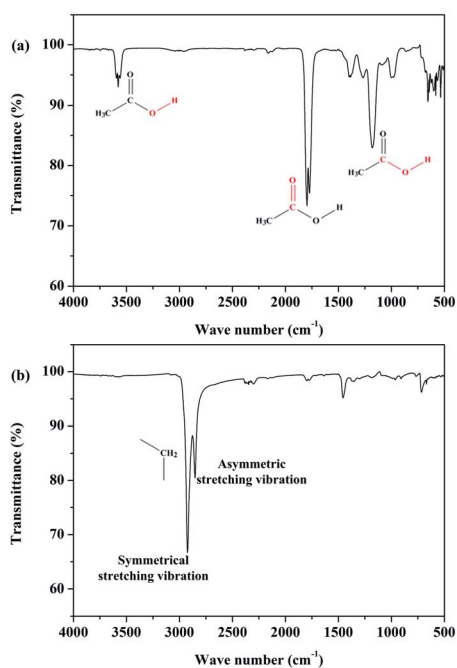 (a)
100
90
80
70
60
Transmittance (%)
O
H₃C
C
O
H
O
H₃C
C
O
H
O
H₃C
C
O
H
4000 3500 3000 2500 2000 1500 1000 500
Wave number (cm⁻¹)
(b)
100
90
80
70
60
Transmittance (%)
CH2
Asymmetric
stretching vibration
Symmetrical
stretching vibration
4000 3500 3000 2500 2000 1500 1000 500
Wave number (cm⁻¹)